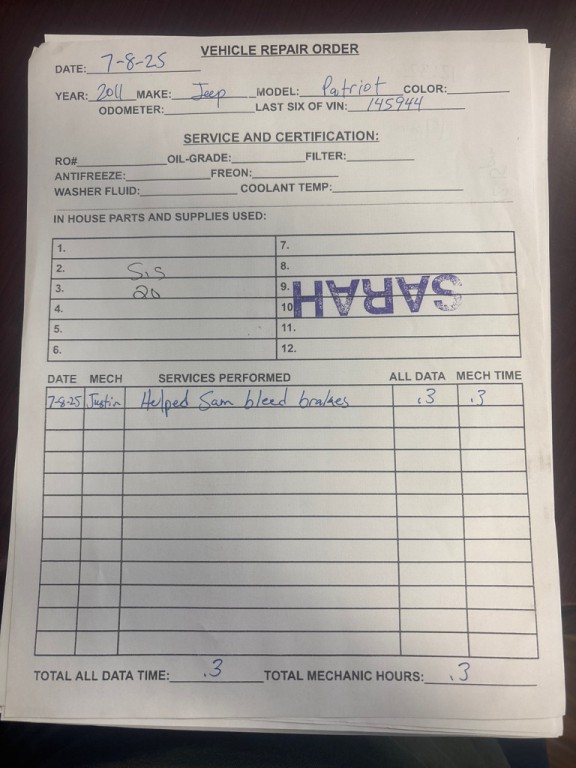 VEHICLE REPAIR ORDER
DATE: 7-8-25
YEAR: 2011 MAKE: Jeep MODEL: Patriot COLOR:
ODOMETER: LAST SIX OF VIN: 145944
SERVICE AND CERTIFICATION:
RO# OIL-GRADE: FILTER:
ANTIFREEZE: FREON:
WASHER FLUID: COOLANT TEMP:
IN HOUSE PARTS AND SUPPLIES USED:
1. 7.
2. Sis 8.
3. 20 9.
SARAH
4. 10
5. 11.
6. 12.
DATE MECH SERVICES PERFORMED ALL DATA MECH TIME
7-8-25 Justin Helped Sam bleed brakes .3 .3
TOTAL ALL DATA TIME: .3 TOTAL MECHANIC HOURS: .3